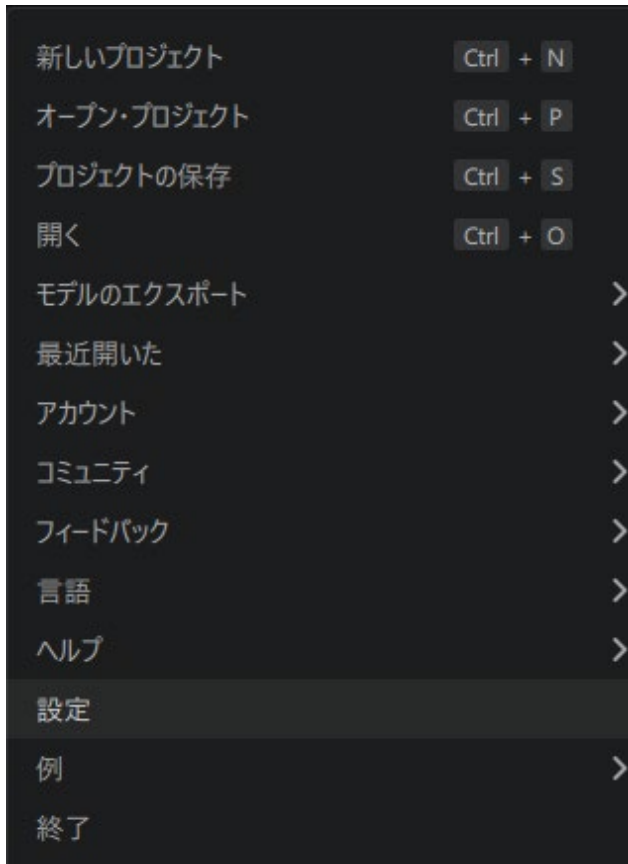 新しいプロジェクト Ctrl + N
オープン・プロジェクト Ctrl + P
プロジェクトの保存 Ctrl + S
開く Ctrl + O
モデルのエクスポート
最近開いた
アカウント
コミュニティ
フィードバック
言語
ヘルプ
設定
例
終了